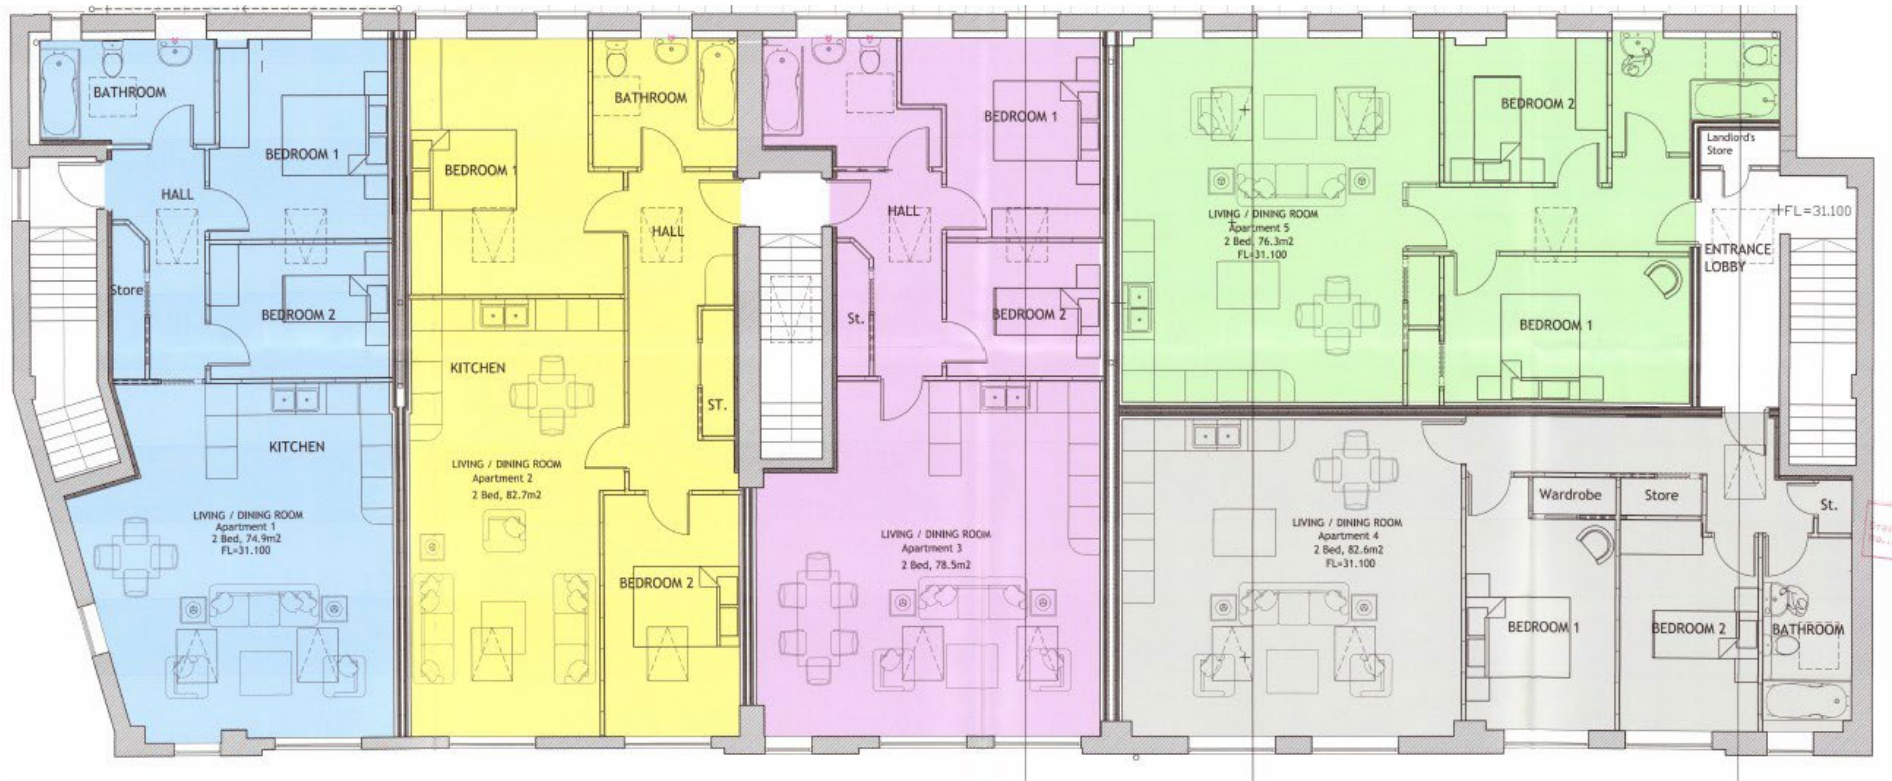 BATHROOM
BEDROOM 1
HALL
Store
BEDROOM 2
KITCHEN
LIVING / DINING ROOM
Apartment 1
2 Bed, 74.9m2
FL=31.100
BATHROOM
BEDROOM 1
HALL
KITCHEN
ST.
LIVING / DINING ROOM
Apartment 2
2 Bed, 82.7m2
BEDROOM 2
BEDROOM 1
HALL
St.
BEDROOM 2
LIVING / DINING ROOM
Apartment 3
2 Bed, 78.5m2
BEDROOM 2
Landlord's
Store
LIVING / DINING ROOM
Apartment 5
2 Bed, 76.3m2
FL=31.100
FL=31.100
ENTRANCE
LOBBY
BEDROOM 1
Wardrobe
Store
St.
LIVING / DINING ROOM
Apartment 4
2 Bed, 82.6m2
FL=31.100
BEDROOM 1
BEDROOM 2
BATHROOM